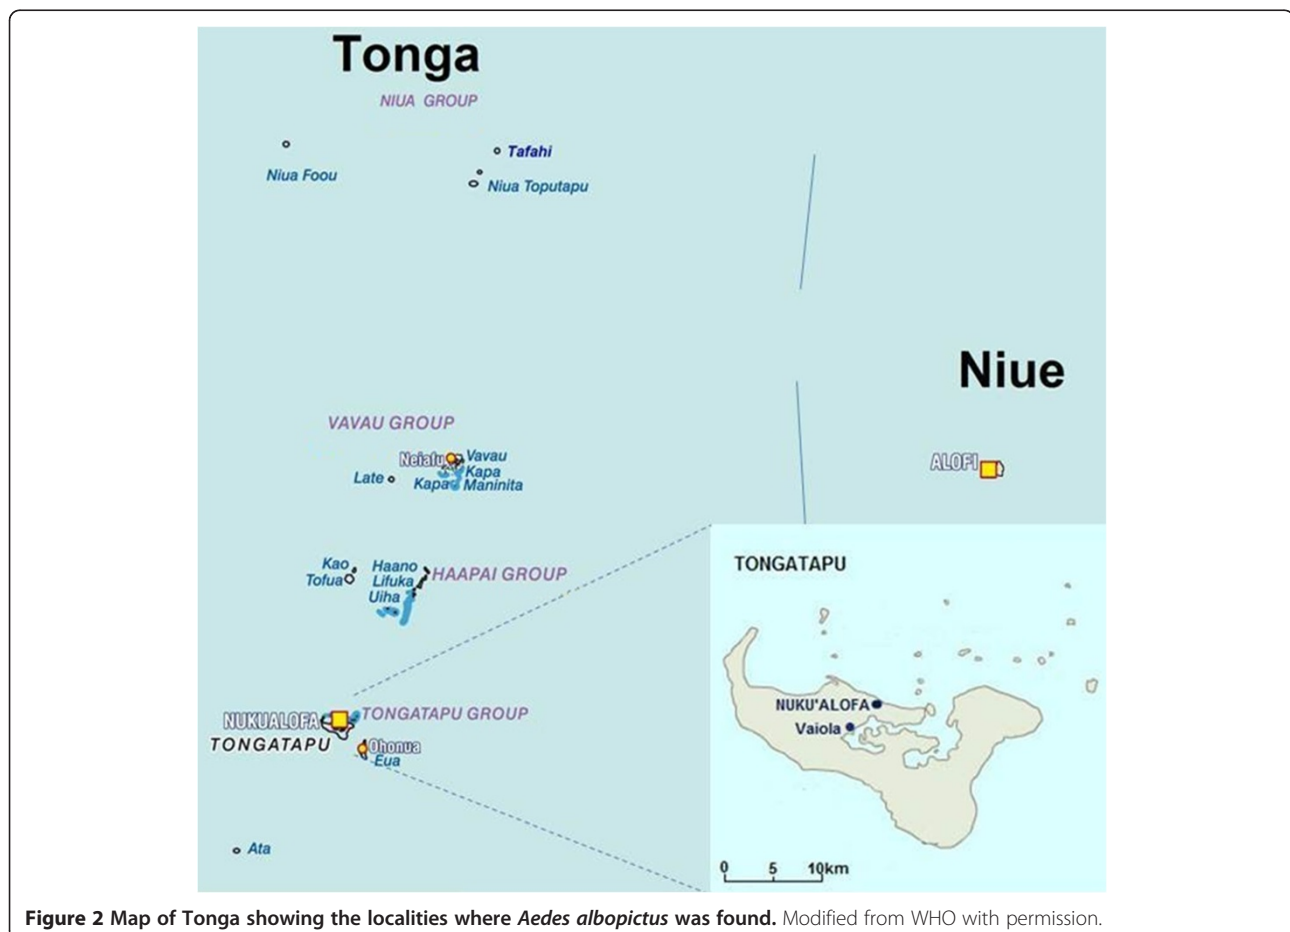 Tonga
NIUA GROUP
Tafahi
Niua Foou
Niua Toputapu
Niue
VAVAU GROUP
Neiafu
Vavau
Late
Kapa
Kapa
Maninita
ALOFI
Kao
Tofua
Haano
Lifuka
Uiha
HAAPAI GROUP
NUKUALOFA
TONGATAPU GROUP
TONGATAPU
Ohonua
Eua
Ata
TONGATAPU
NUKU'ALOFA
Vaiola
0 5 10km
Figure 2 Map of Tonga showing the localities where Aedes albopictus was found. Modified from WHO with permission.